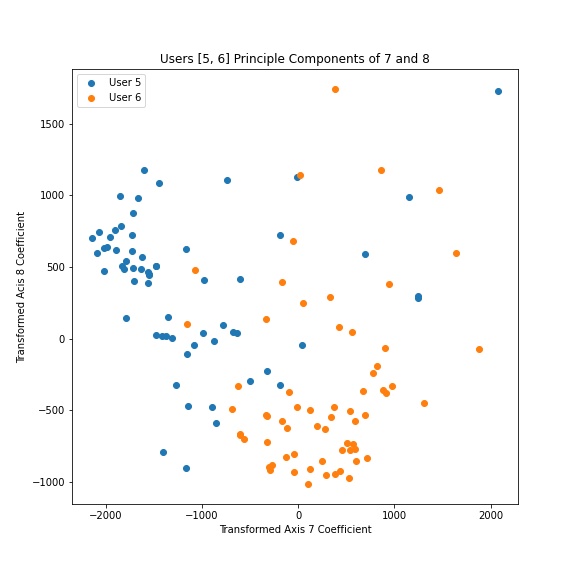 Users [5, 6] Principle Components of 7 and 8
User 5
User 6
Transformed Acis 8 Coefficient
1500
1000
500
0
−500
−1000
−2000 −1000 0 1000 2000
Transformed Axis 7 Coefficient